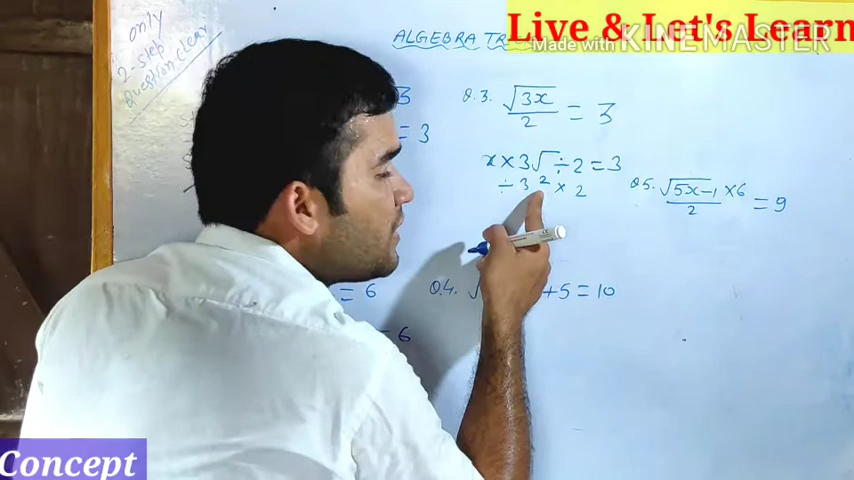 Live & Let's Learn
Made with KINEMASTER
only
2-step
question clear
ALGEBRA
3
= 3
Q.3. √3x / 2 = 3
x × 3 √ ÷ 2 = 3
÷ 3 ² × 2
Q5. √5x-1 × 6 / 2 = 9
= 6
Q.4. √ +5 = 10
= 6
Concept